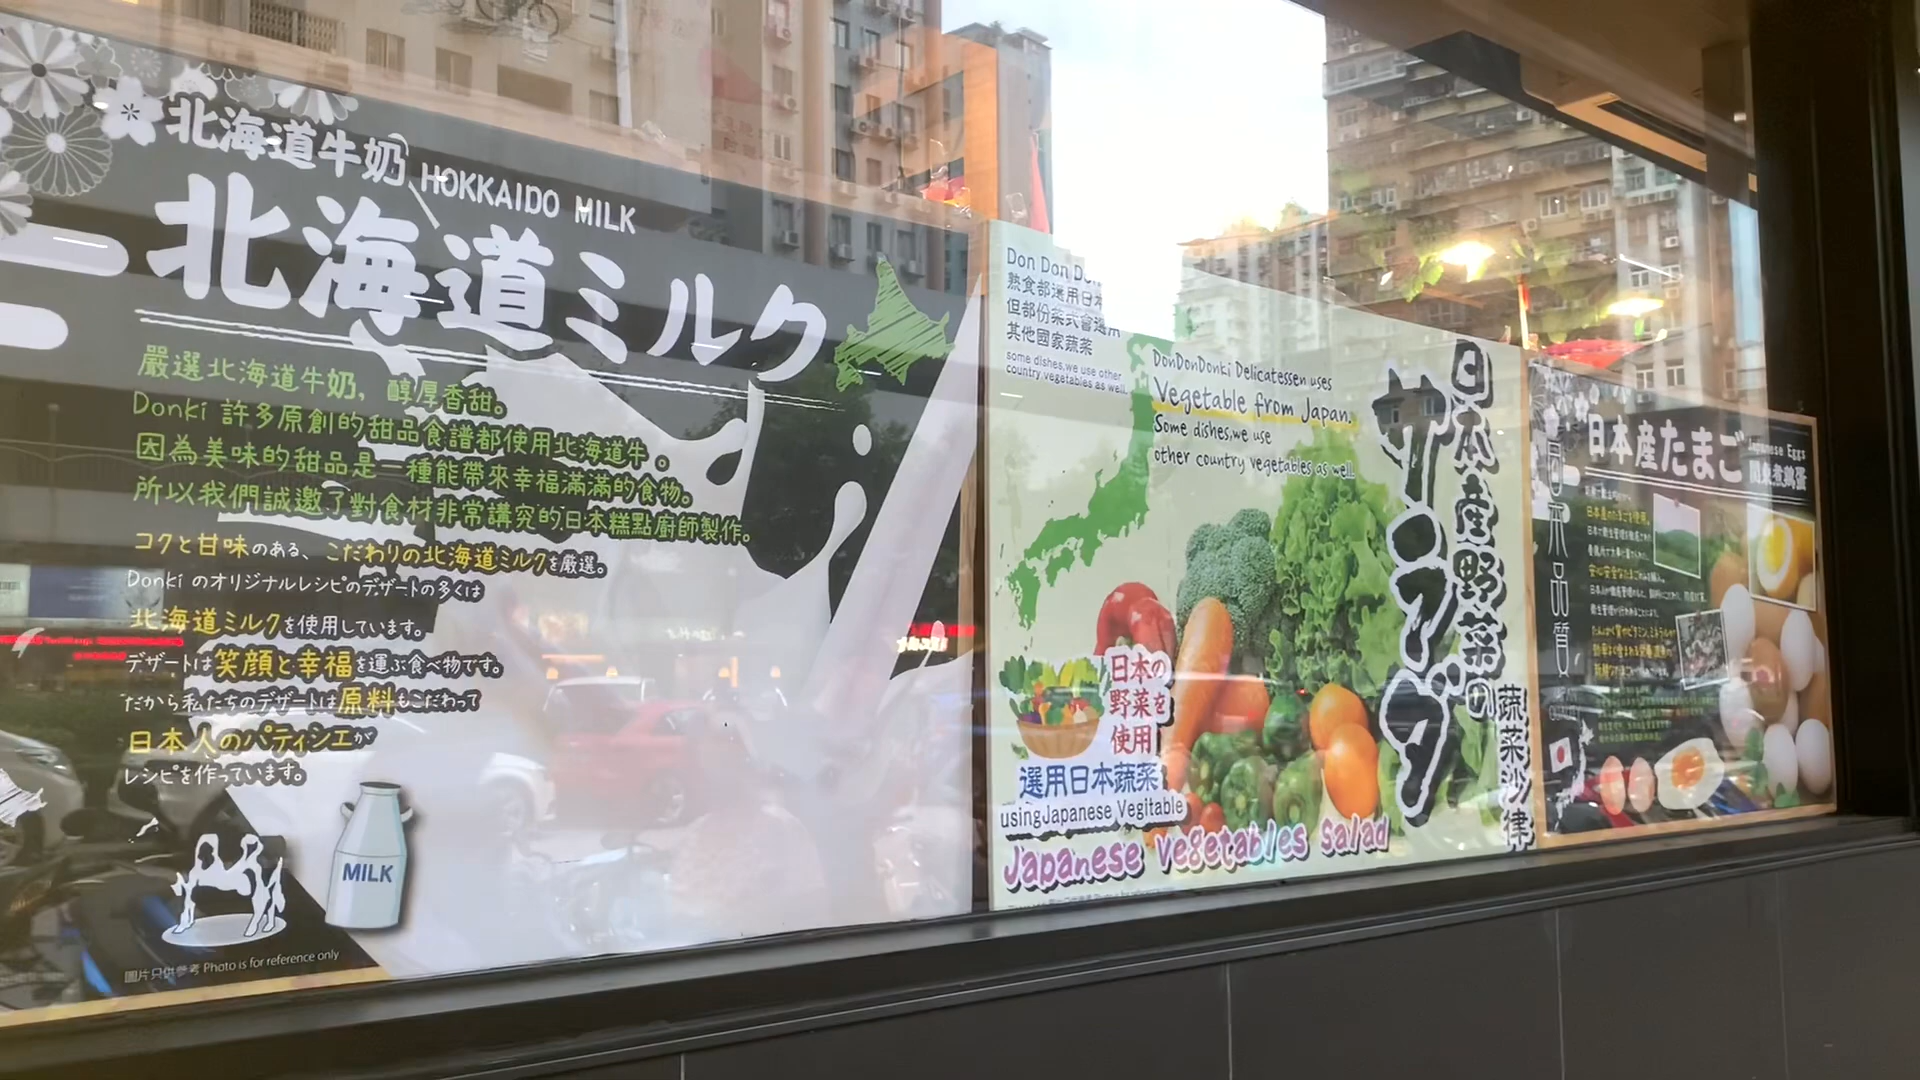 北海道牛奶 HOKKAIDO MILK
北海道ミルク
嚴選北海道牛奶，醇厚香甜。
Donki 許多原創的甜品食譜都使用北海道牛 。
因為美味的甜品是一種能帶來幸福滿滿的食物。
所以我們誠邀了對食材非常講究的日本糕點廚師製作。
コクと甘味のある、こだわりの北海道ミルクを厳選。
Donki のオリジナルレシピのデザートの多くは
北海道ミルクを使用しています。
デザートは笑顔と幸福を運ぶ食べ物です。
だから私たちのデザートは原料もこだわって
日本人のパティシエが
レシピを作っています。
MILK
圖片只供參考 Photo is for reference only
Don Don Don
熟食部選用日本
但部份菜式會選用
其他國家蔬菜
some dishes,we use other
country vegetables as well.
DonDonDonki Delicatessen uses
Vegetable from Japan.
Some dishes,we use
other country vegetables as well.
日本産野菜の
サラダ
蔬菜沙律
日本の
野菜を
使用
選用日本蔬菜
usingJapanese Vegitable
Japanese Vegetables Salad
日本産たまご
Japanese Eggs
関東煮鶏蛋
日本品質
日本産のたまごを使用。